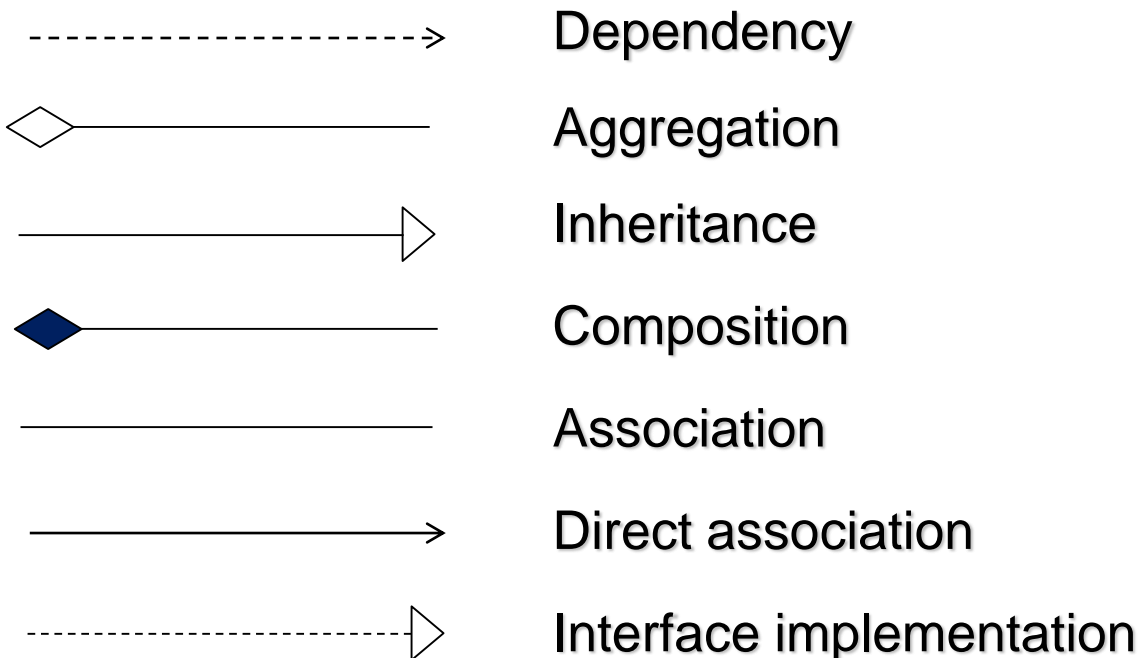 Dependency
Aggregation
Inheritance
Composition
Association
Direct association
Interface implementation